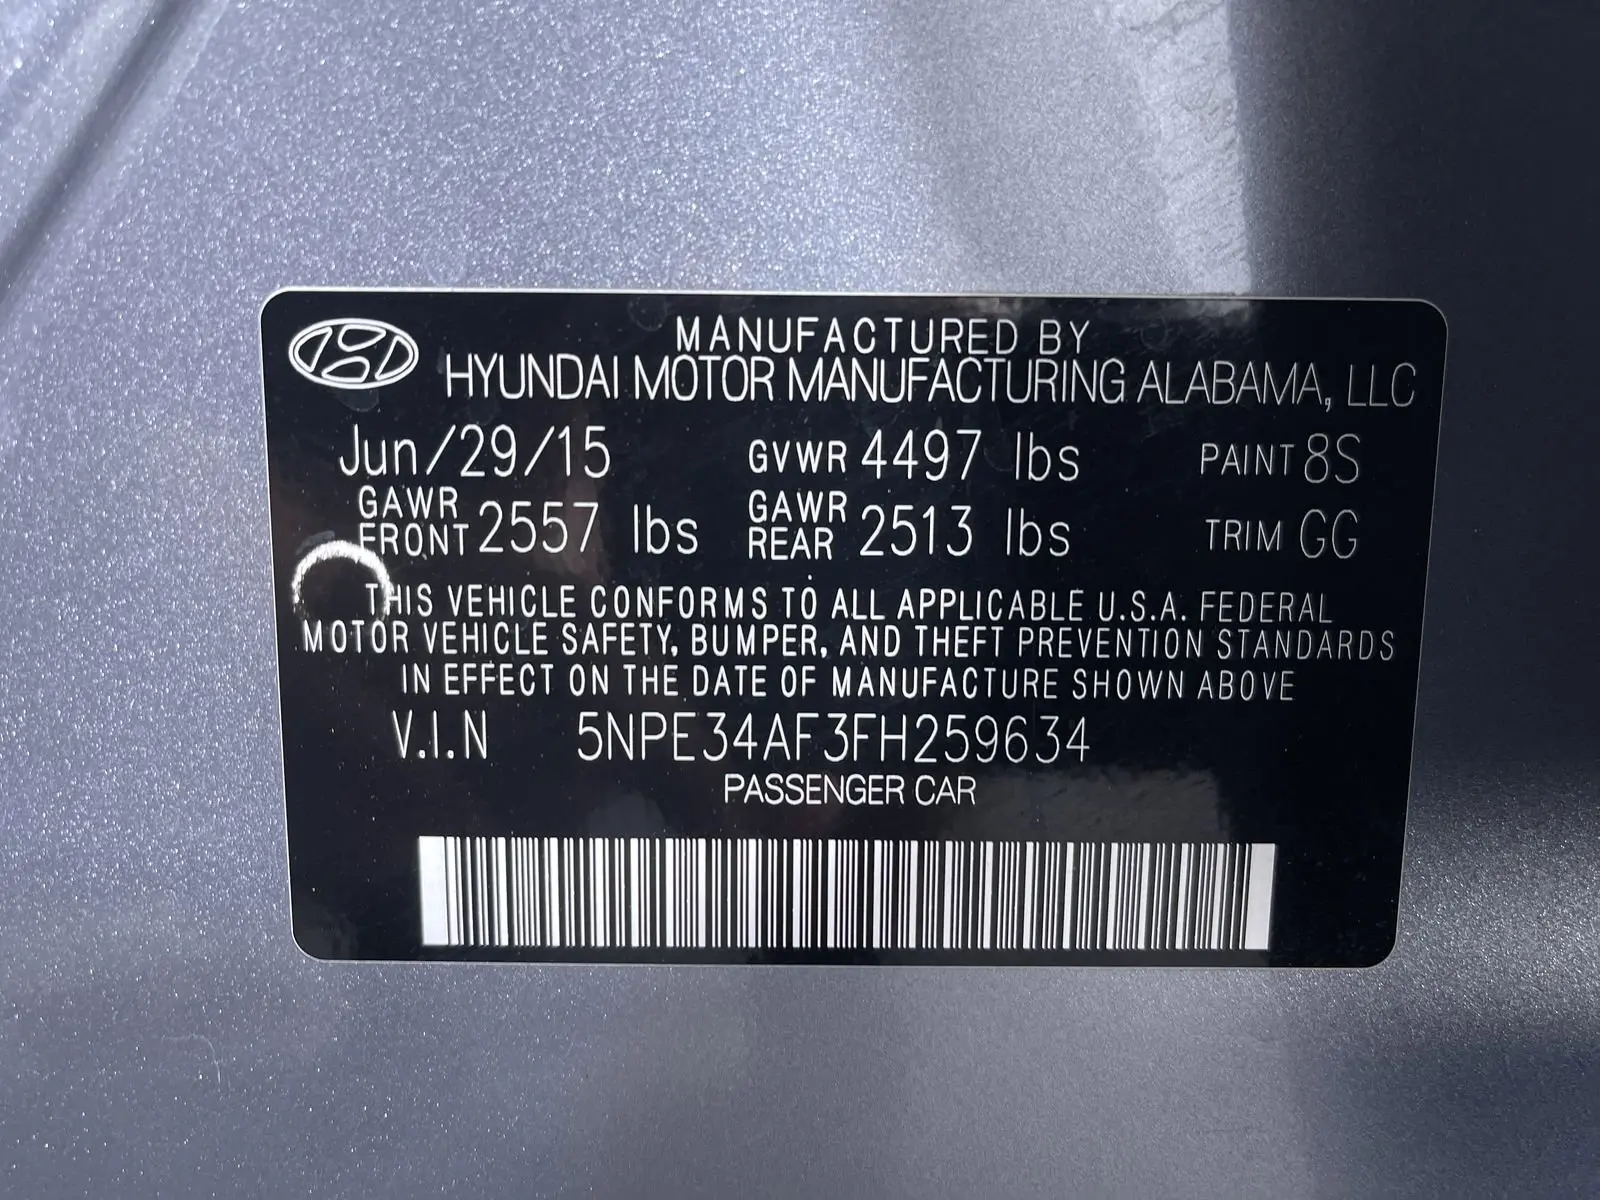 MANUFACTURED BY
HYUNDAI MOTOR MANUFACTURING ALABAMA, LLC
Jun/29/15 GVWR 4497 lbs PAINT 8S
GAWR FRONT 2557 lbs GAWR REAR 2513 lbs TRIM GG
THIS VEHICLE CONFORMS TO ALL APPLICABLE U.S.A. FEDERAL
MOTOR VEHICLE SAFETY, BUMPER, AND THEFT PREVENTION STANDARDS
IN EFFECT ON THE DATE OF MANUFACTURE SHOWN ABOVE
V.I.N 5NPE34AF3FH259634
PASSENGER CAR